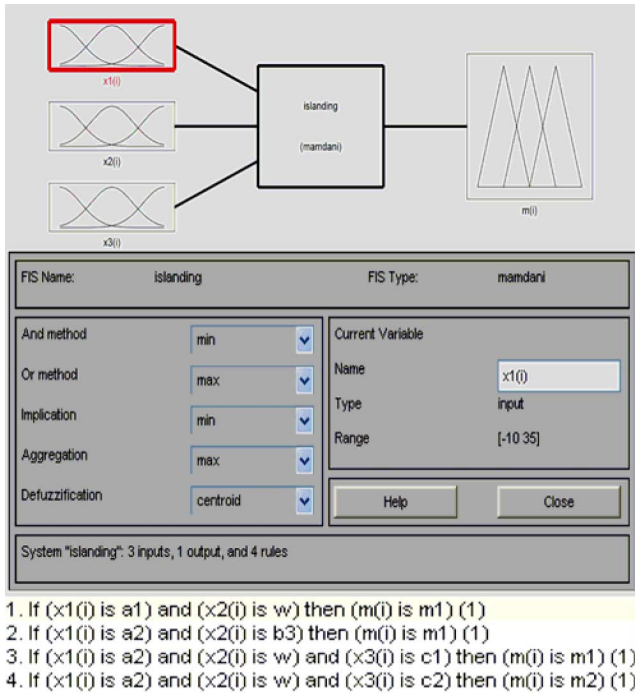 x1(i)
islanding
(mamdani)
x2(i)
m(i)
x3(i)
FIS Name: islanding FIS Type: mamdani
And method min
Or method max
Implication min
Aggregation max
Defuzzification centroid
Current Variable
Name x1(i)
Type input
Range [-10 35]
Help Close
System "islanding": 3 inputs, 1 output, and 4 rules
1. If (x1(i) is a1) and (x2(i) is w) then (m(i) is m1) (1)
2. If (x1(i) is a2) and (x2(i) is b3) then (m(i) is m1) (1)
3. If (x1(i) is a2) and (x2(i) is w) and (x3(i) is c1) then (m(i) is m1) (1)
4. If (x1(i) is a2) and (x2(i) is w) and (x3(i) is c2) then (m(i) is m2) (1)